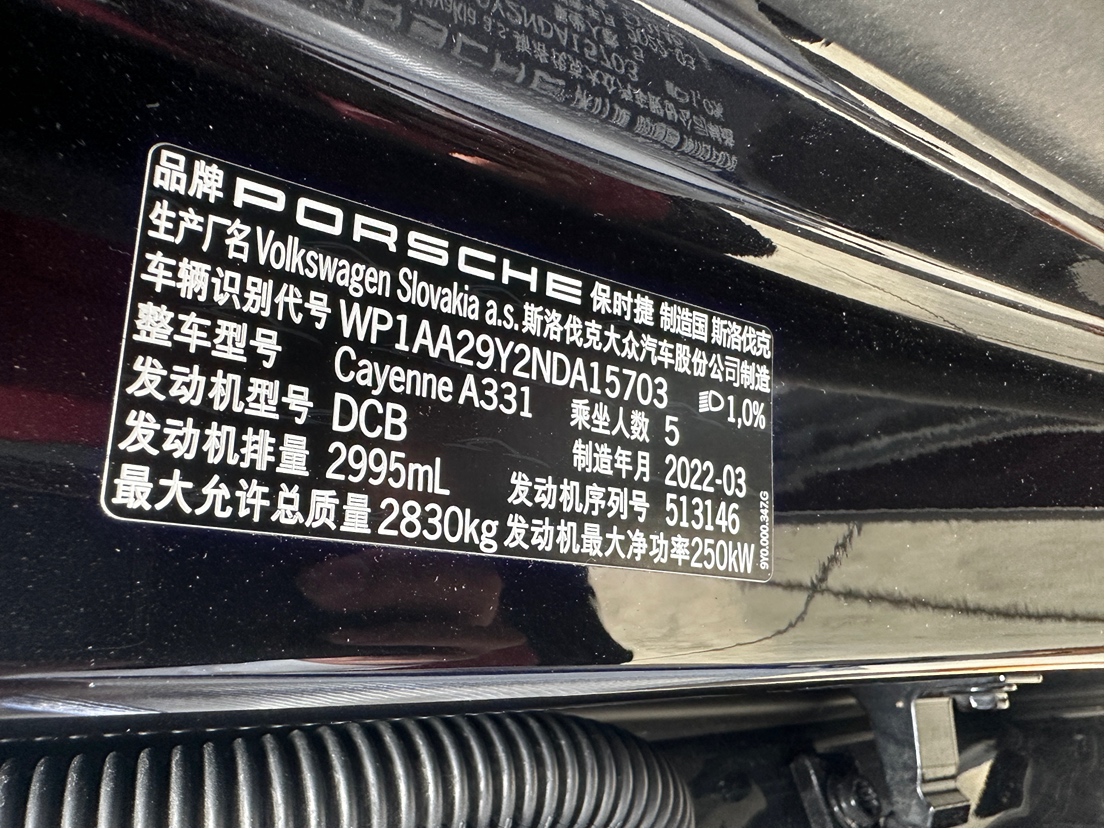 品牌 PORSCHE 保时捷 制造国 斯洛伐克
生产厂名 Volkswagen Slovakia a.s. 斯洛伐克大众汽车股份公司制造
车辆识别代号 WP1AA29Y2NDA15703 1,0%
整车型号 Cayenne A331 乘坐人数 5
发动机型号 DCB 制造年月 2022-03
发动机排量 2995mL 发动机序列号 513146
最大允许总质量 2830kg 发动机最大净功率 250kW
9Y0.000.347.G